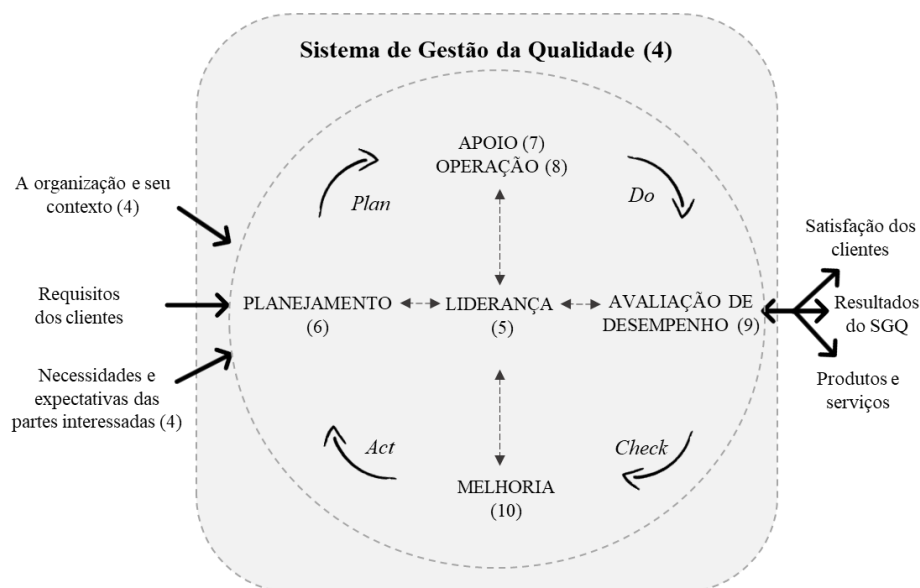 Sistema de Gestão da Qualidade (4)
APOIO (7)
OPERAÇÃO (8)
Plan
Do
A organização e seu
contexto (4)
Requisitos
dos clientes
Necessidades e
expectativas das
partes interessadas (4)
PLANEJAMENTO
(6)
LIDERANÇA
(5)
AVALIAÇÃO DE
DESEMPENHO (9)
Satisfação dos
clientes
Resultados
do SGQ
Produtos e
serviços
Act
Check
MELHORIA
(10)